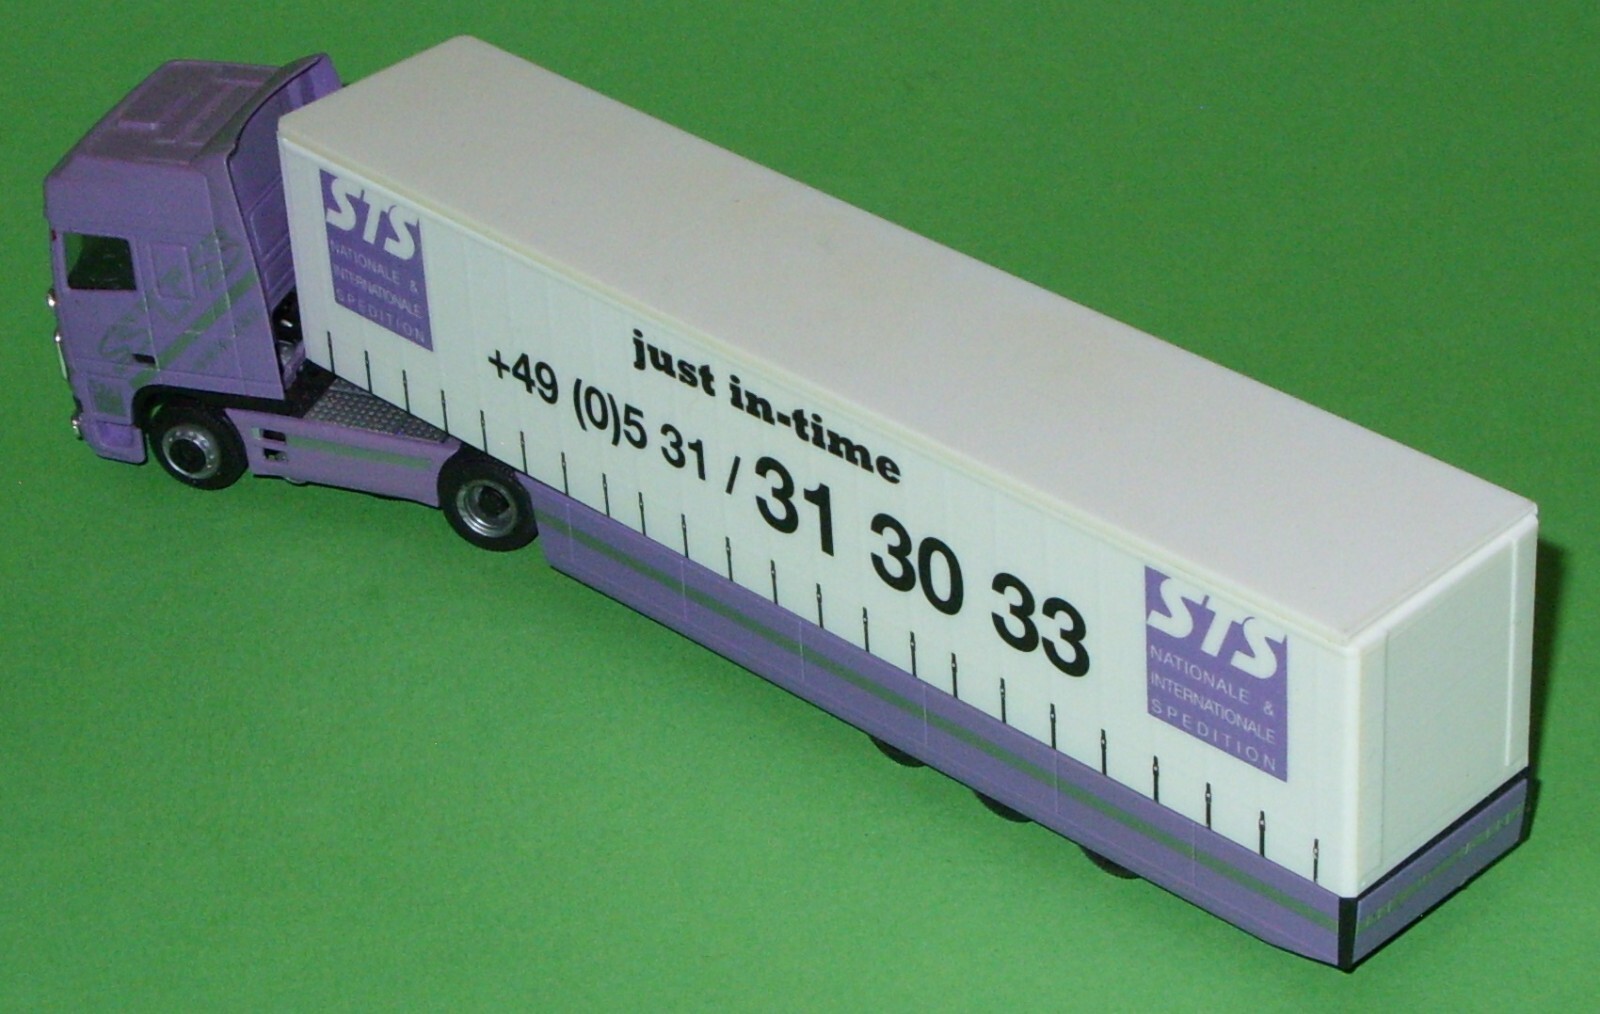 STS
NATIONALE &
INTERNATIONALE
SPEDITION
just in-time
+49 (0)5 31 / 31 30 33
STS
NATIONALE &
INTERNATIONALE
SPEDITION